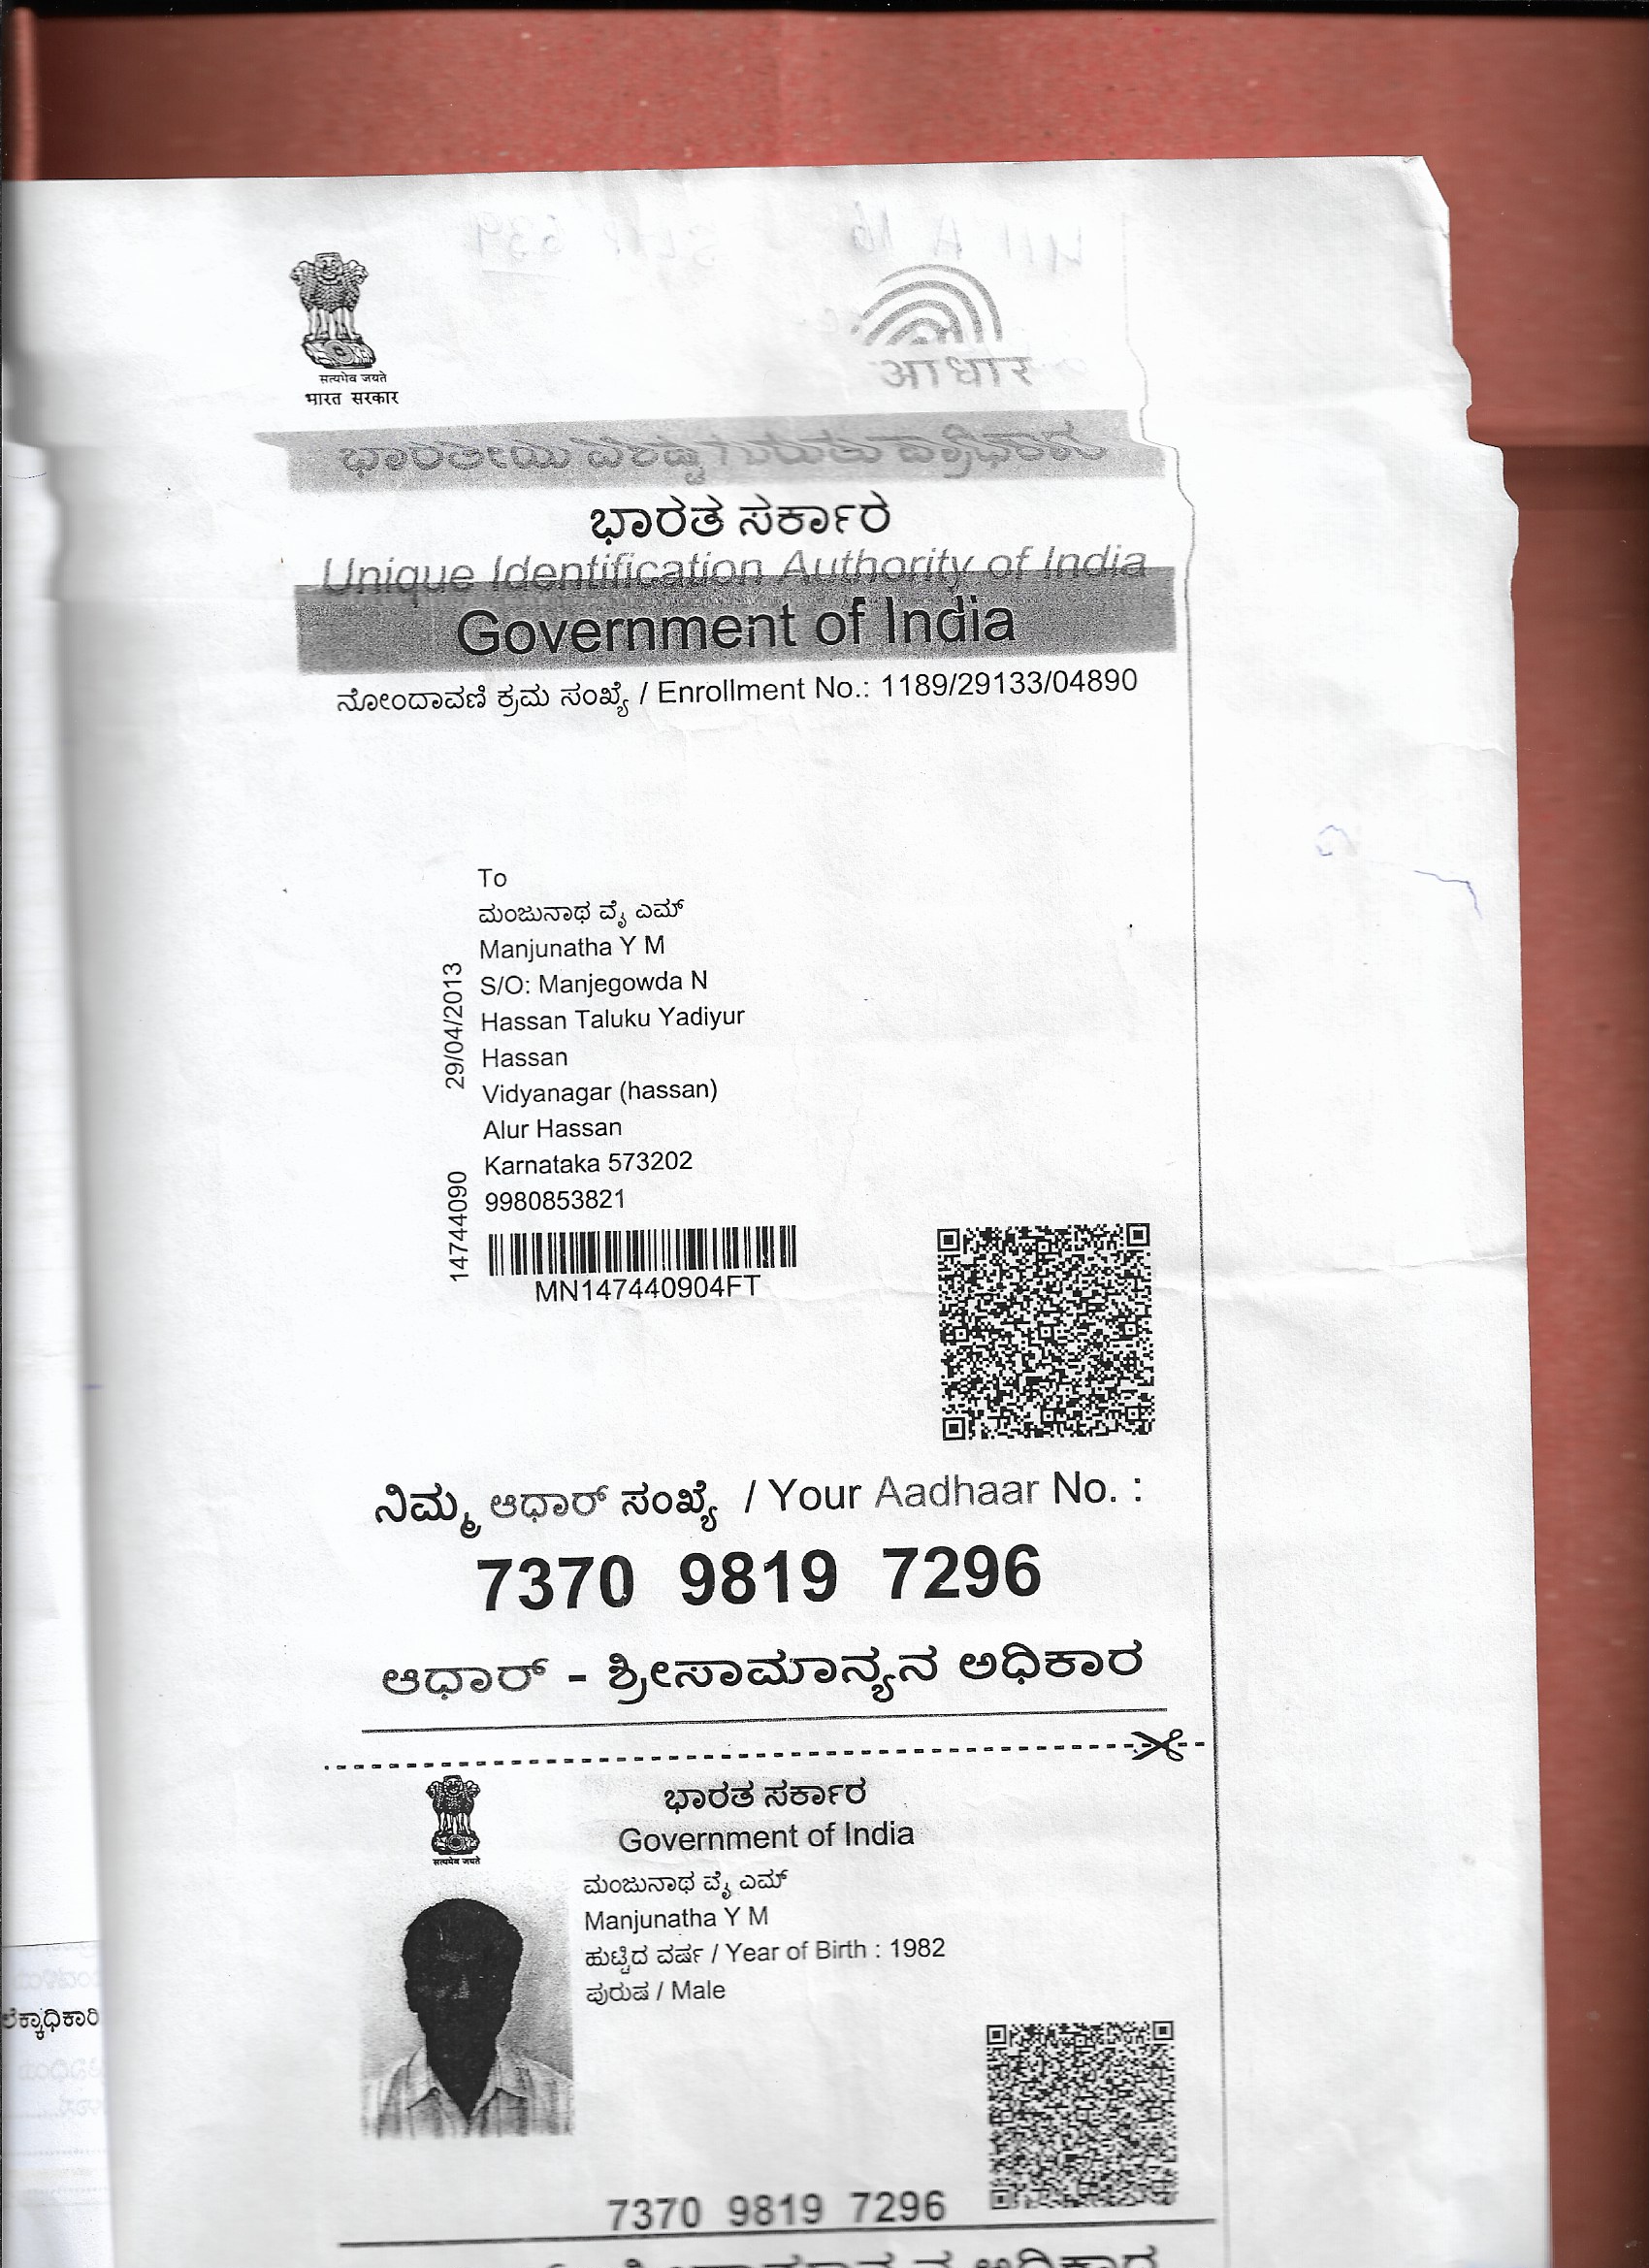 सत्यमेव जयते
भारत सरकार
आधार
ಭಾರತ ಸರ್ಕಾರ
Unique Identification Authority of India
Government of India
ನೋಂದಾವಣಿ ಕ್ರಮ ಸಂಖ್ಯೆ / Enrollment No.: 1189/29133/04890
To
ಮಂಜುನಾಥ ವೈ ಎಮ್
Manjunatha Y M
S/O: Manjegowda N
Hassan Taluku Yadiyur
Hassan
Vidyanagar (hassan)
Alur Hassan
Karnataka 573202
9980853821
29/04/2013
14744090
MN147440904FT
ನಿಮ್ಮ ಆಧಾರ್ ಸಂಖ್ಯೆ / Your Aadhaar No. :
7370 9819 7296
ಆಧಾರ್ - ಶ್ರೀಸಾಮಾನ್ಯನ ಅಧಿಕಾರ
ಭಾರತ ಸರ್ಕಾರ
Government of India
सत्यमेव जयते
ಮಂಜುನಾಥ ವೈ ಎಮ್
Manjunatha Y M
ಹುಟ್ಟಿದ ವರ್ಷ / Year of Birth : 1982
ಪುರುಷ / Male
ಲೆಕ್ಕಾಧಿಕಾರಿ
7370 9819 7296